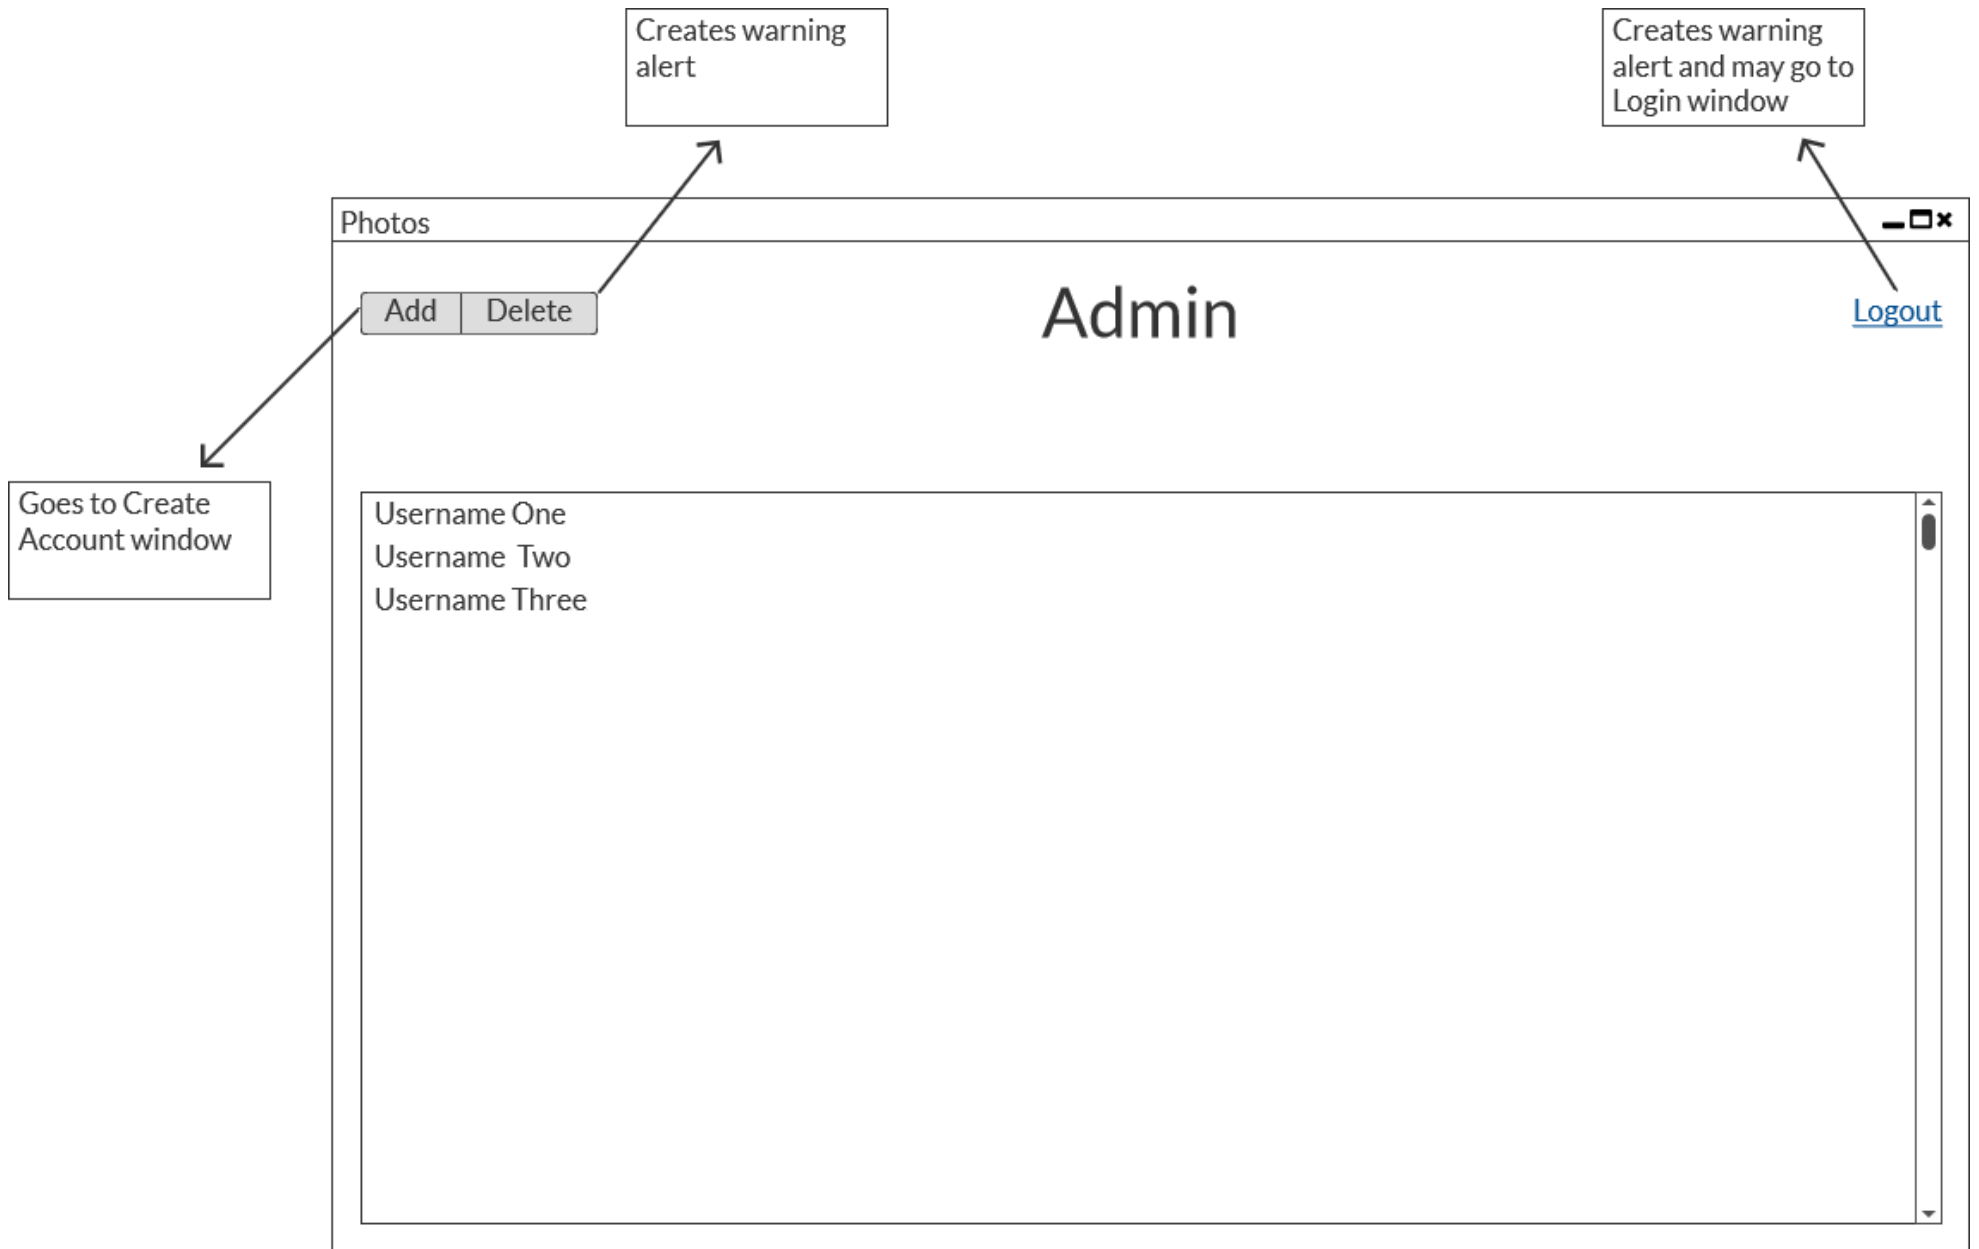 Creates warning
alert
Creates warning
alert and may go to
Login window
Photos
Add Delete
Admin
Logout
Goes to Create
Account window
Username One
Username  Two
Username Three